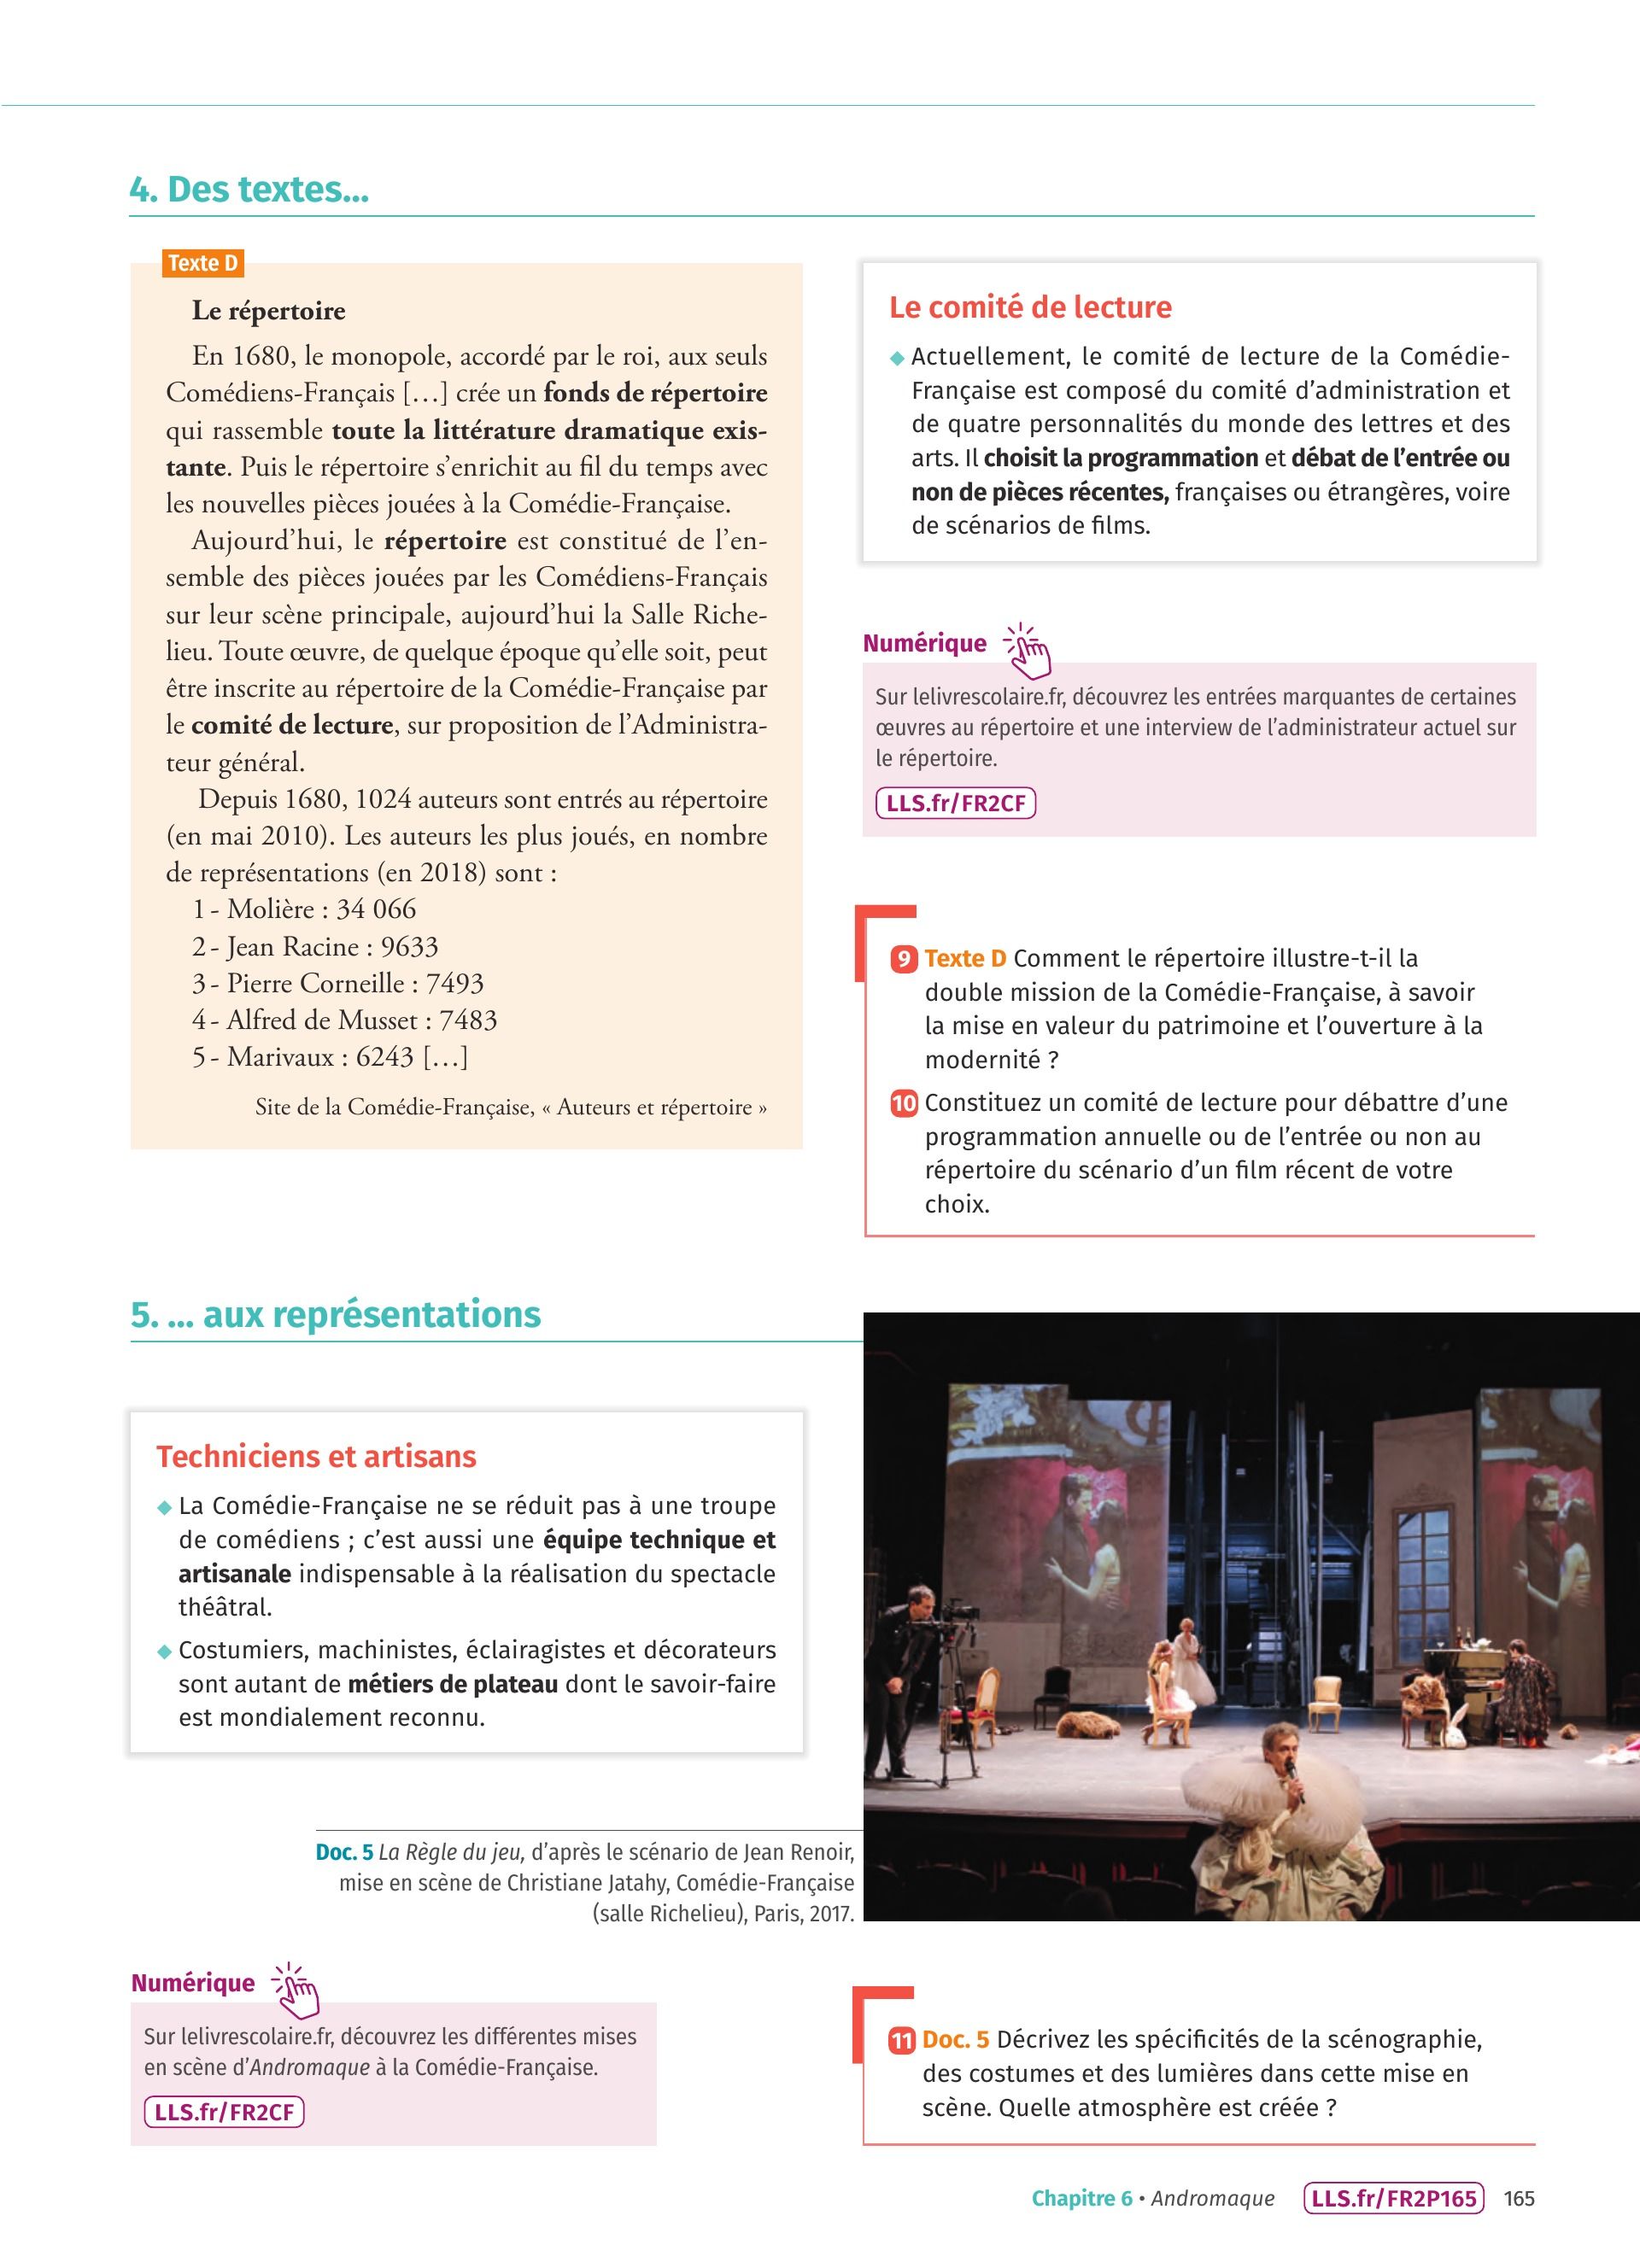 4. Des textes...
Texte D
Le répertoire
En 1680, le monopole, accordé par le roi, aux seuls
Comédiens-Français […] crée un fonds de répertoire
qui rassemble toute la littérature dramatique exis-
tante. Puis le répertoire s’enrichit au fil du temps avec
les nouvelles pièces jouées à la Comédie-Française.
Aujourd’hui, le répertoire est constitué de l’en-
semble des pièces jouées par les Comédiens-Français
sur leur scène principale, aujourd’hui la Salle Riche-
lieu. Toute œuvre, de quelque époque qu’elle soit, peut
être inscrite au répertoire de la Comédie-Française par
le comité de lecture, sur proposition de l’Administra-
teur général.
Depuis 1680, 1024 auteurs sont entrés au répertoire
(en mai 2010). Les auteurs les plus joués, en nombre
de représentations (en 2018) sont :
1 - Molière : 34 066
2 - Jean Racine : 9633
3 - Pierre Corneille : 7493
4 - Alfred de Musset : 7483
5 - Marivaux : 6243 […]
Site de la Comédie-Française, « Auteurs et répertoire »
Le comité de lecture
◆ Actuellement, le comité de lecture de la Comédie-
Française est composé du comité d’administration et
de quatre personnalités du monde des lettres et des
arts. Il choisit la programmation et débat de l’entrée ou
non de pièces récentes, françaises ou étrangères, voire
de scénarios de films.
Numérique
Sur lelivrescolaire.fr, découvrez les entrées marquantes de certaines
œuvres au répertoire et une interview de l’administrateur actuel sur
le répertoire.
LLS.fr/FR2CF
9 Texte D Comment le répertoire illustre-t-il la
double mission de la Comédie-Française, à savoir
la mise en valeur du patrimoine et l’ouverture à la
modernité ?
10 Constituez un comité de lecture pour débattre d’une
programmation annuelle ou de l’entrée ou non au
répertoire du scénario d’un film récent de votre
choix.
5. ... aux représentations
Techniciens et artisans
◆ La Comédie-Française ne se réduit pas à une troupe
de comédiens ; c’est aussi une équipe technique et
artisanale indispensable à la réalisation du spectacle
théâtral.
◆ Costumiers, machinistes, éclairagistes et décorateurs
sont autant de métiers de plateau dont le savoir-faire
est mondialement reconnu.
Doc. 5 La Règle du jeu, d’après le scénario de Jean Renoir,
mise en scène de Christiane Jatahy, Comédie-Française
(salle Richelieu), Paris, 2017.
Numérique
Sur lelivrescolaire.fr, découvrez les différentes mises
en scène d’Andromaque à la Comédie-Française.
LLS.fr/FR2CF
11 Doc. 5 Décrivez les spécificités de la scénographie,
des costumes et des lumières dans cette mise en
scène. Quelle atmosphère est créée ?
Chapitre 6 • Andromaque LLS.fr/FR2P165 165